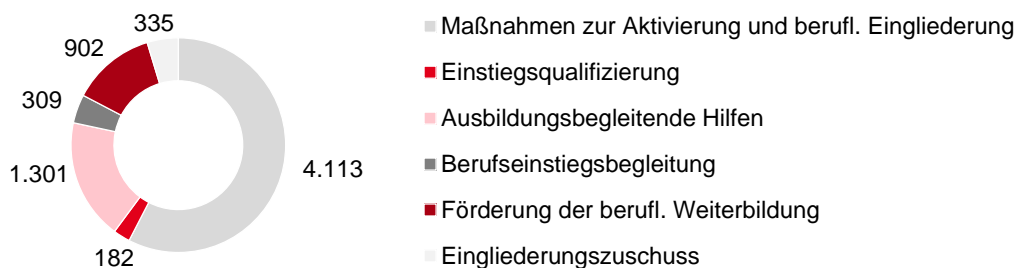 335
902
309
1.301
182
4.113
Maßnahmen zur Aktivierung und berufl. Eingliederung
Einstiegsqualifizierung
Ausbildungsbegleitende Hilfen
Berufseinstiegsbegleitung
Förderung der berufl. Weiterbildung
Eingliederungszuschuss